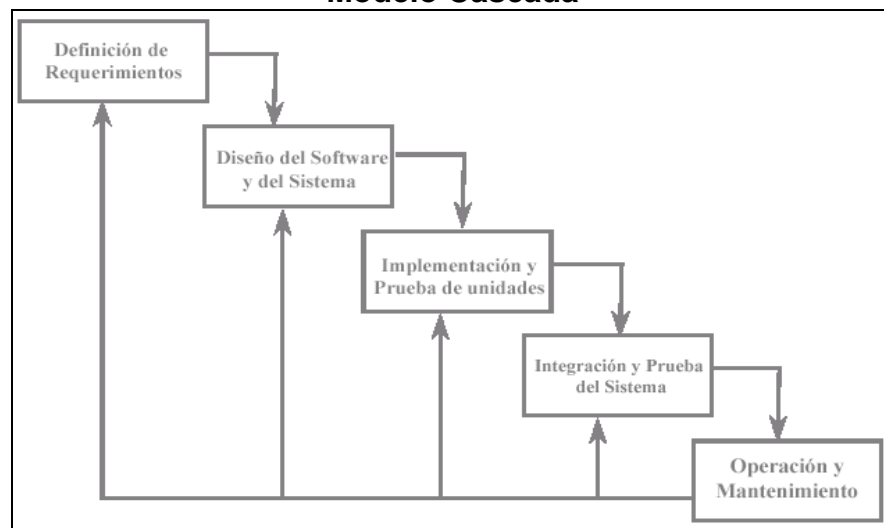 Modelo Cascada
Definición de
Requerimientos
Diseño del Software
y del Sistema
Implementación y
Prueba de unidades
Integración y Prueba
del Sistema
Operación y
Mantenimiento